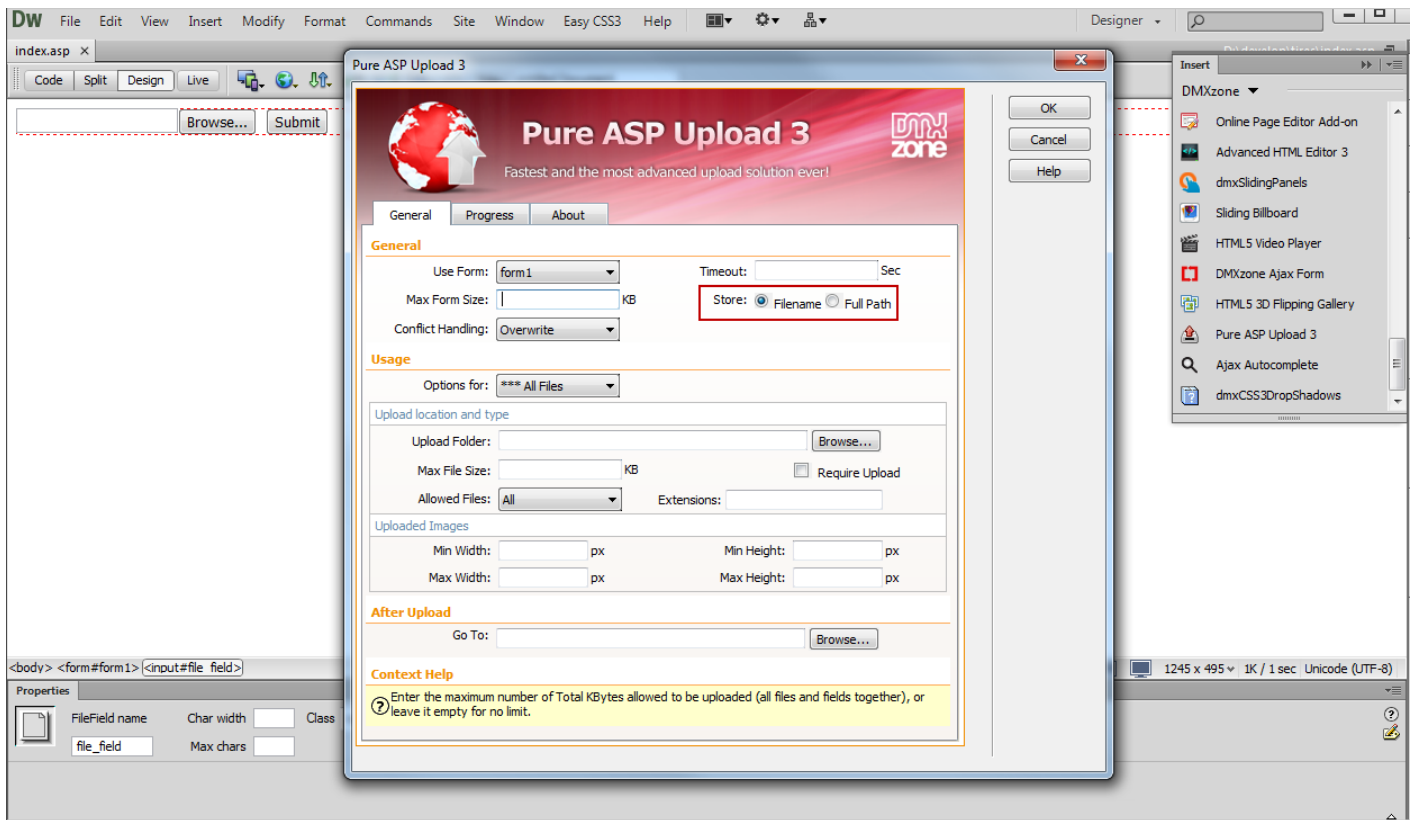 DW File Edit View Insert Modify Format Commands Site Window Easy CSS3 Help Designer
index.asp ×
Code Split Design Live
Browse... Submit
Pure ASP Upload 3
Pure ASP Upload 3
DMX zone
Fastest and the most advanced upload solution ever!
OK
Cancel
Help
General Progress About
General
Use Form: form1 Timeout: Sec
Max Form Size: KB Store: Filename Full Path
Conflict Handling: Overwrite
Usage
Options for: *** All Files
Upload location and type
Upload Folder: Browse...
Max File Size: KB Require Upload
Allowed Files: All Extensions:
Uploaded Images
Min Width: px Min Height: px
Max Width: px Max Height: px
After Upload
Go To: Browse...
Context Help
Enter the maximum number of Total KBytes allowed to be uploaded (all files and fields together), or
leave it empty for no limit.
Insert
DMXzone
Online Page Editor Add-on
Advanced HTML Editor 3
dmxSlidingPanels
Sliding Billboard
HTML5 Video Player
DMXzone Ajax Form
HTML5 3D Flipping Gallery
Pure ASP Upload 3
Ajax Autocomplete
dmxCSS3DropShadows
<body> <form#form1> <input#file_field> 1245 x 495 1K / 1 sec Unicode (UTF-8)
Properties
FileField name Char width Class
file_field Max chars